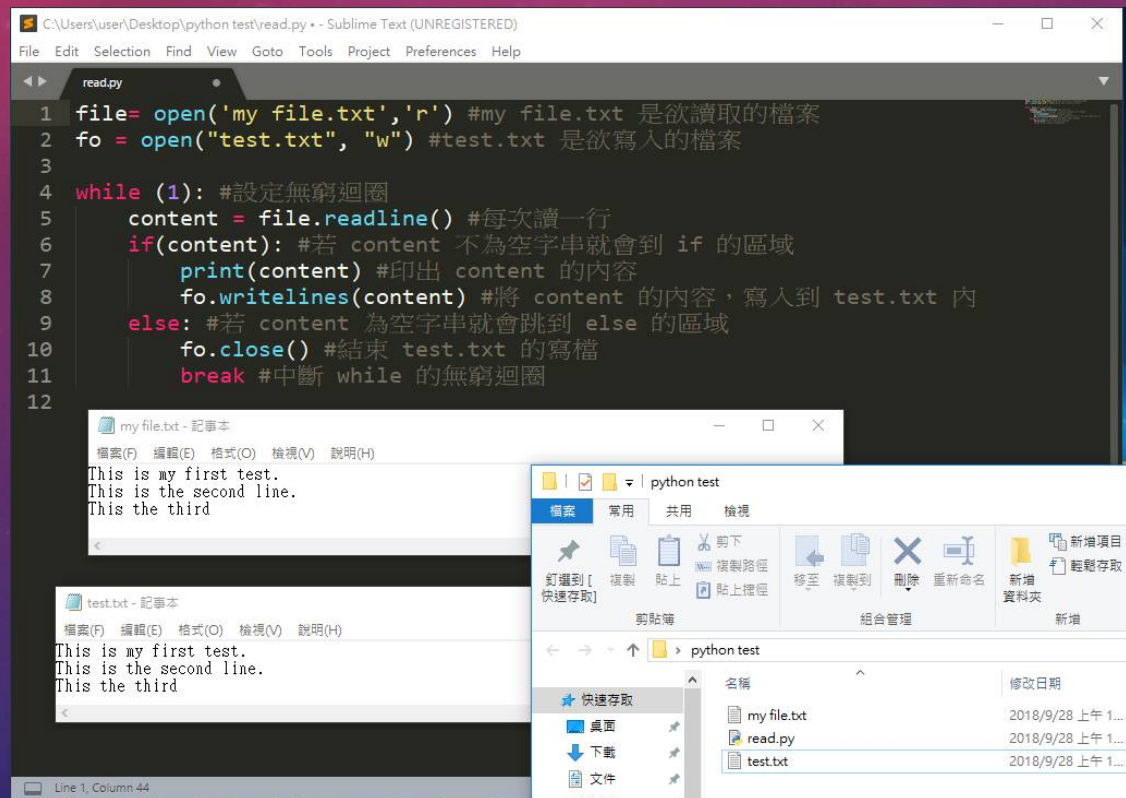 C:\Users\user\Desktop\python test\read.py • - Sublime Text (UNREGISTERED)
File Edit Selection Find View Goto Tools Project Preferences Help
read.py
1 file= open('my file.txt','r') #my file.txt 是欲讀取的檔案
2 fo = open("test.txt", "w") #test.txt 是欲寫入的檔案
3
4 while (1): #設定無窮迴圈
5 content = file.readline() #每次讀一行
6 if(content): #若 content 不為空字串就會到 if 的區域
7 print(content) #印出 content 的內容
8 fo.writelines(content) #將 content 的內容，寫入到 test.txt 內
9 else: #若 content 為空字串就會跳到 else 的區域
10 fo.close() #結束 test.txt 的寫檔
11 break #中斷 while 的無窮迴圈
12
my file.txt - 記事本
檔案(F) 編輯(E) 格式(O) 檢視(V) 說明(H)
This is my first test.
This is the second line.
This the third
test.txt - 記事本
檔案(F) 編輯(E) 格式(O) 檢視(V) 說明(H)
This is my first test.
This is the second line.
This the third
python test
檔案 常用 共用 檢視
釘選到 [
快速存取]
複製
貼上
剪下
複製路徑
貼上捷徑
剪貼簿
移至
複製到
刪除
重新命名
組合管理
新增
資料夾
新增項目
輕鬆存取
新增
python test
快速存取
桌面
下載
文件
名稱 修改日期
my file.txt 2018/9/28 上午 1...
read.py 2018/9/28 上午 1...
test.txt 2018/9/28 上午 1...
Line 1, Column 44